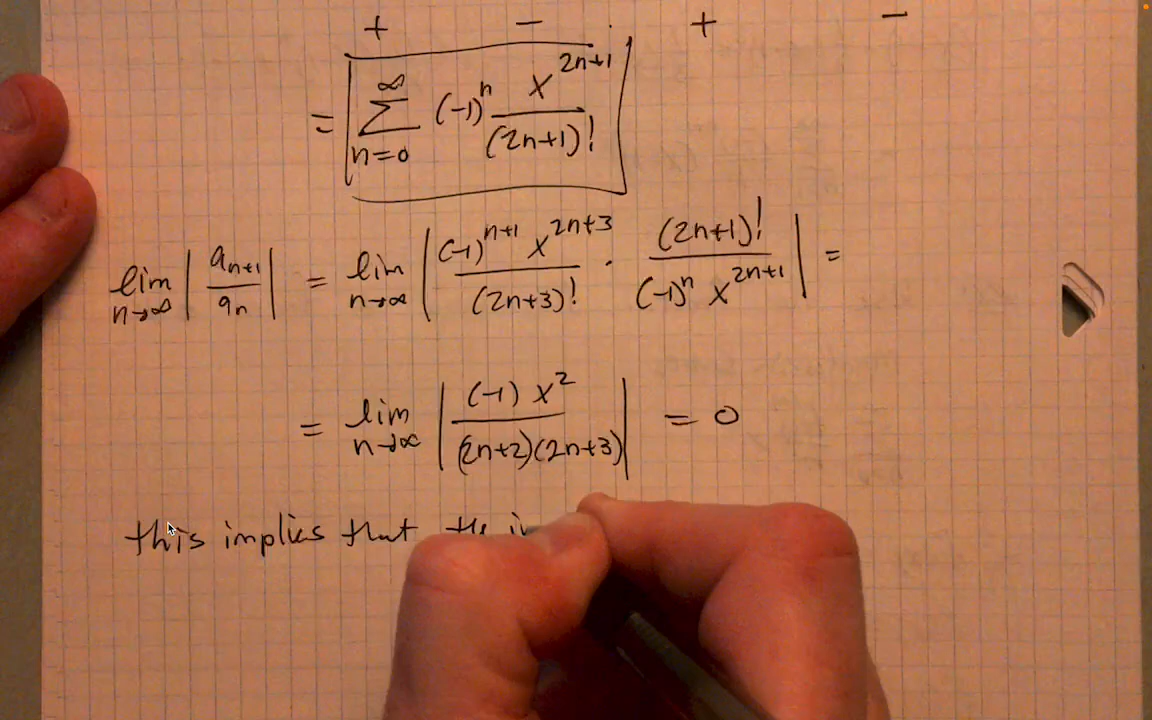 + - + -
= ∑_{n=0}^{∞} (-1)^n x^{2n+1} / (2n+1)!
lim_{n→∞} | a_{n+1} / a_n | = lim_{n→∞} | (-1)^{n+1} x^{2n+3} / (2n+3)! · (2n+1)! / (-1)^n x^{2n+1} | =
= lim_{n→∞} | (-1) x^2 / (2n+2)(2n+3) | = 0
this implies that the